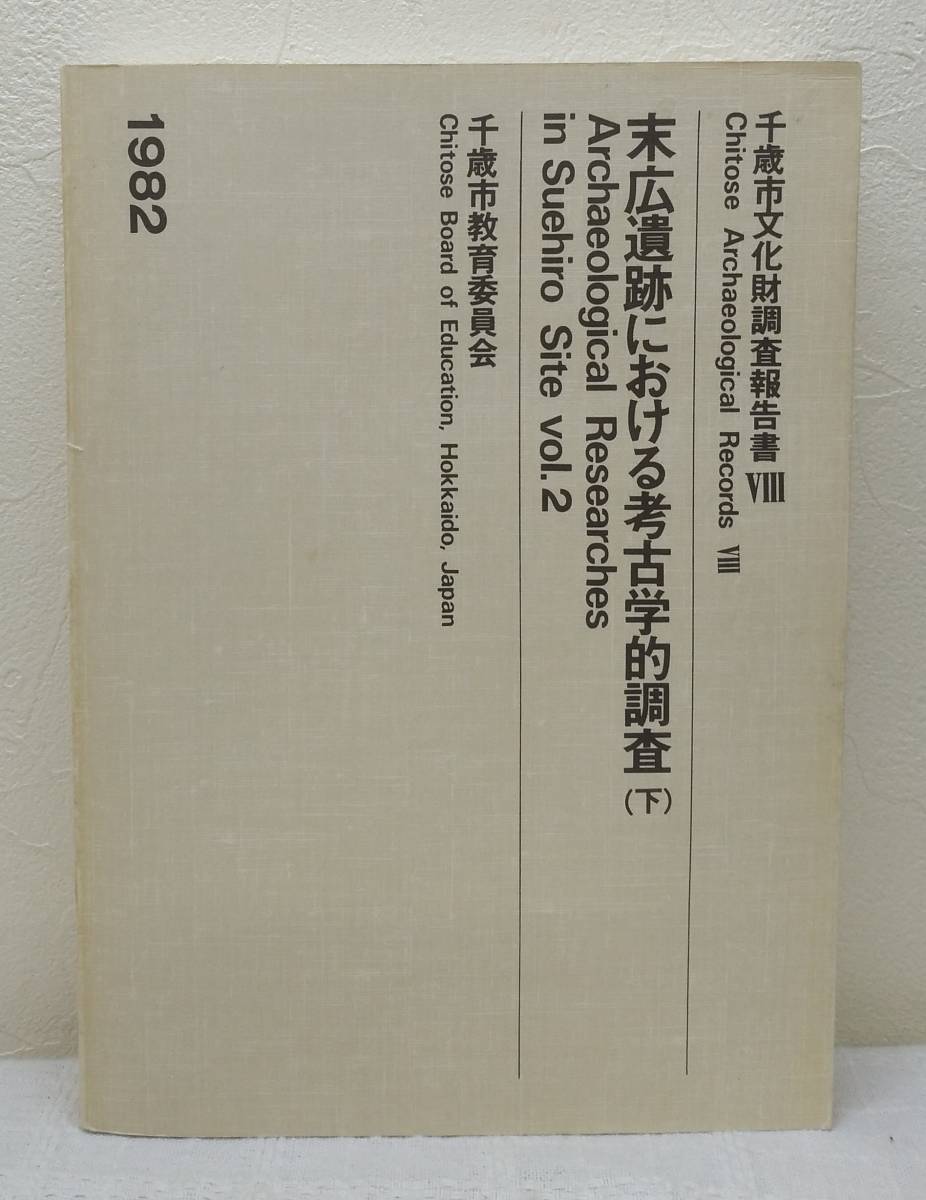 千歳市文化財調査報告書 Ⅷ
Chitose Archaeological Records Ⅷ
末広遺跡における考古学的調査（下）
Archaeological Researches
in Suehiro Site vol.2
千歳市教育委員会
Chitose Board of Education, Hokkaido, Japan
1982